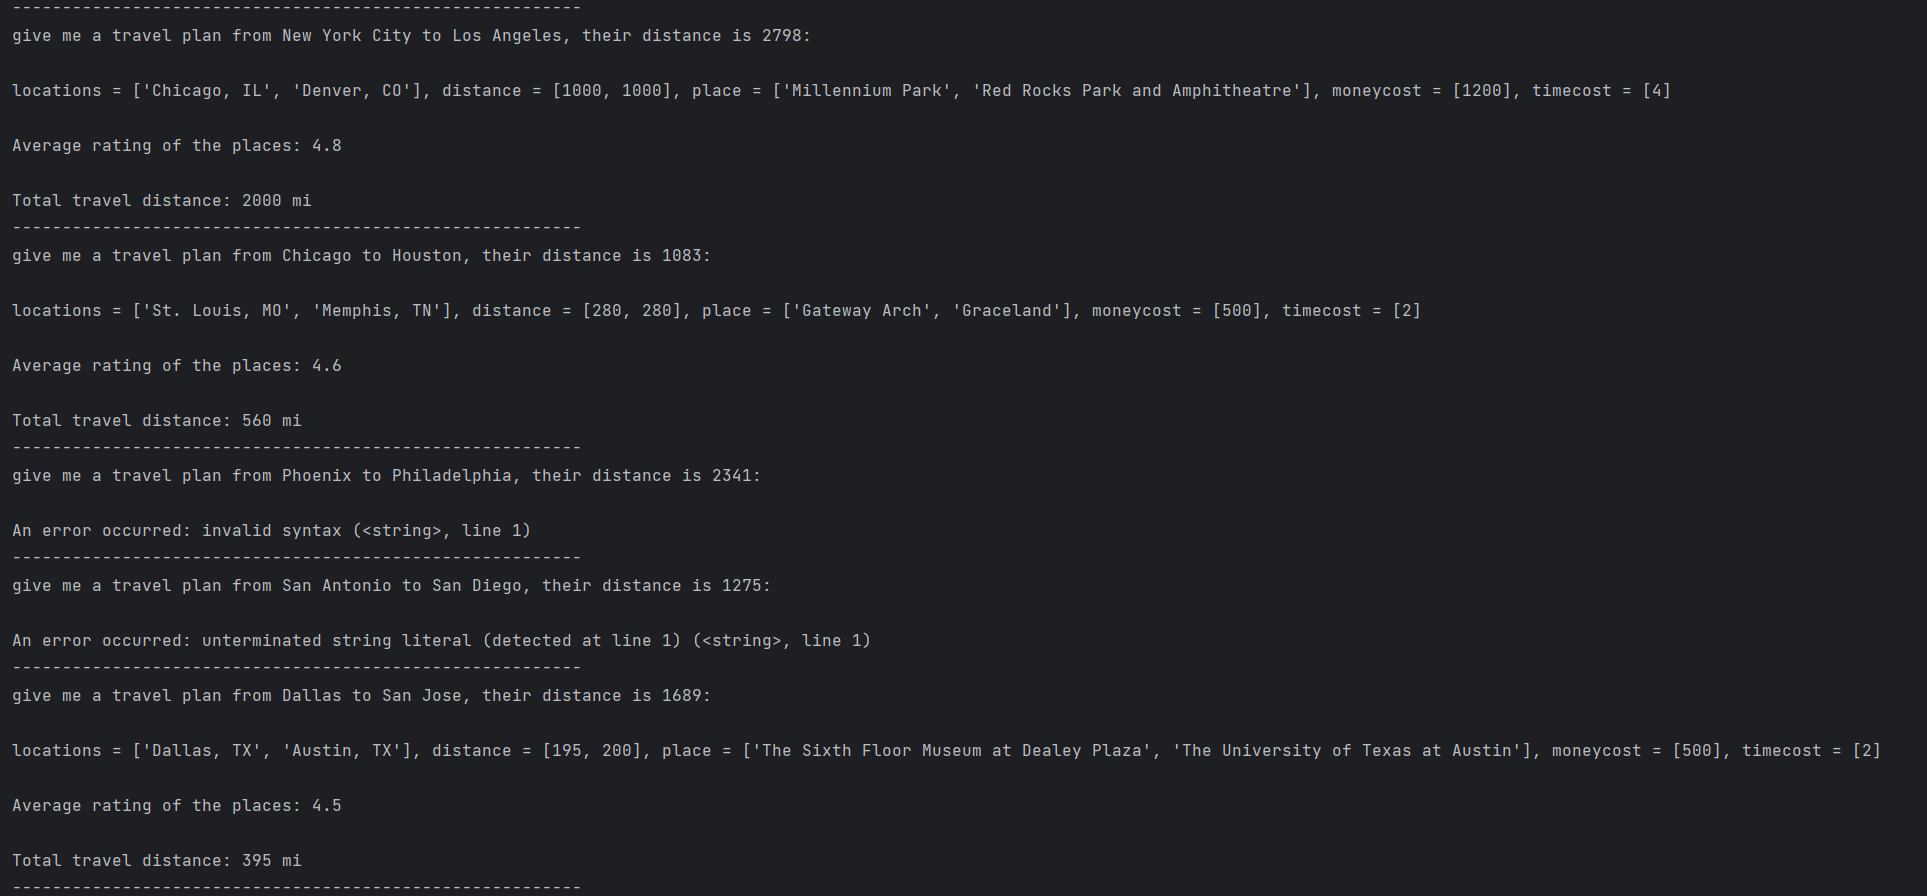 ---------------------------------------------------------
give me a travel plan from New York City to Los Angeles, their distance is 2798:
locations = ['Chicago, IL', 'Denver, CO'], distance = [1000, 1000], place = ['Millennium Park', 'Red Rocks Park and Amphitheatre'], moneycost = [1200], timecost = [4]
Average rating of the places: 4.8
Total travel distance: 2000 mi
---------------------------------------------------------
give me a travel plan from Chicago to Houston, their distance is 1083:
locations = ['St. Louis, MO', 'Memphis, TN'], distance = [280, 280], place = ['Gateway Arch', 'Graceland'], moneycost = [500], timecost = [2]
Average rating of the places: 4.6
Total travel distance: 560 mi
---------------------------------------------------------
give me a travel plan from Phoenix to Philadelphia, their distance is 2341:
An error occurred: invalid syntax (<string>, line 1)
---------------------------------------------------------
give me a travel plan from San Antonio to San Diego, their distance is 1275:
An error occurred: unterminated string literal (detected at line 1) (<string>, line 1)
---------------------------------------------------------
give me a travel plan from Dallas to San Jose, their distance is 1689:
locations = ['Dallas, TX', 'Austin, TX'], distance = [195, 200], place = ['The Sixth Floor Museum at Dealey Plaza', 'The University of Texas at Austin'], moneycost = [500], timecost = [2]
Average rating of the places: 4.5
Total travel distance: 395 mi
---------------------------------------------------------